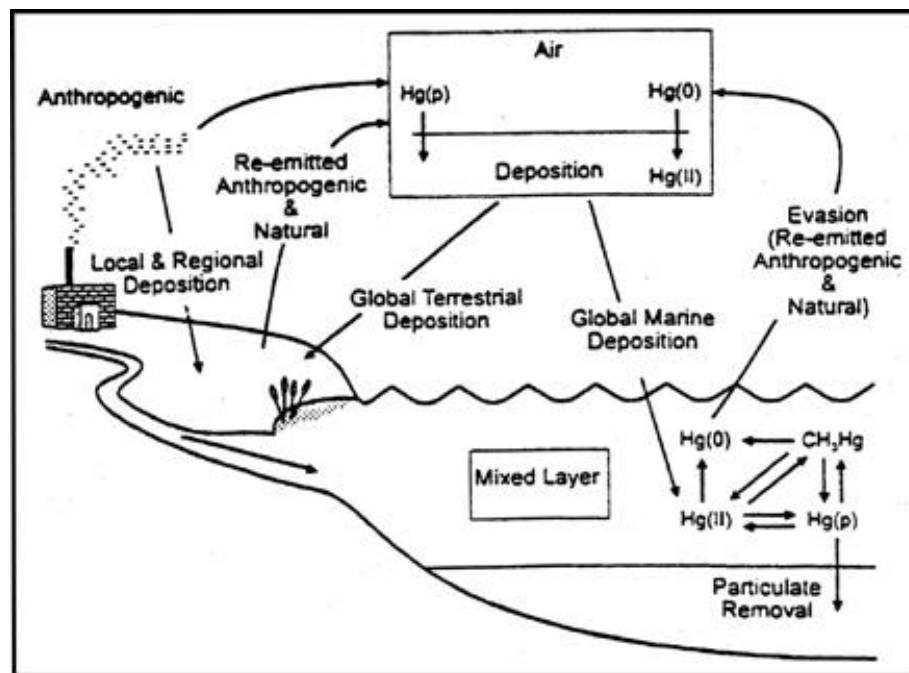 Air
Anthropogenic
Hg(p)
Hg(0)
Re-emitted
Anthropogenic
&
Natural
Deposition
Hg(II)
Evasion
(Re-emitted
Anthropogenic
&
Natural)
Local & Regional
Deposition
Global Terrestrial
Deposition
Global Marine
Deposition
Mixed Layer
Hg(0)
CH₃Hg
Hg(II)
Hg(p)
Particulate
Removal